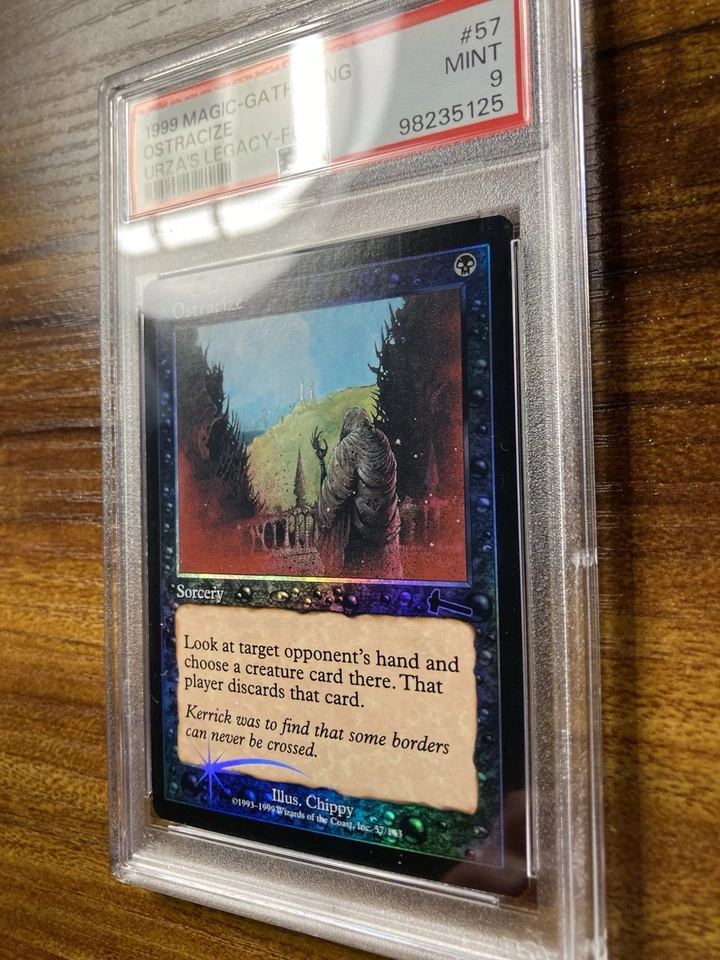 1999 MAGIC-GATHERING
OSTRACIZE
URZA'S LEGACY-F
#57
MINT
9
98235125
Ostracize
Sorcery
Look at target opponent's hand and
choose a creature card there. That
player discards that card.
Kerrick was to find that some borders
can never be crossed.
Illus. Chippy
©1993-1999 Wizards of the Coast, Inc. 57/143